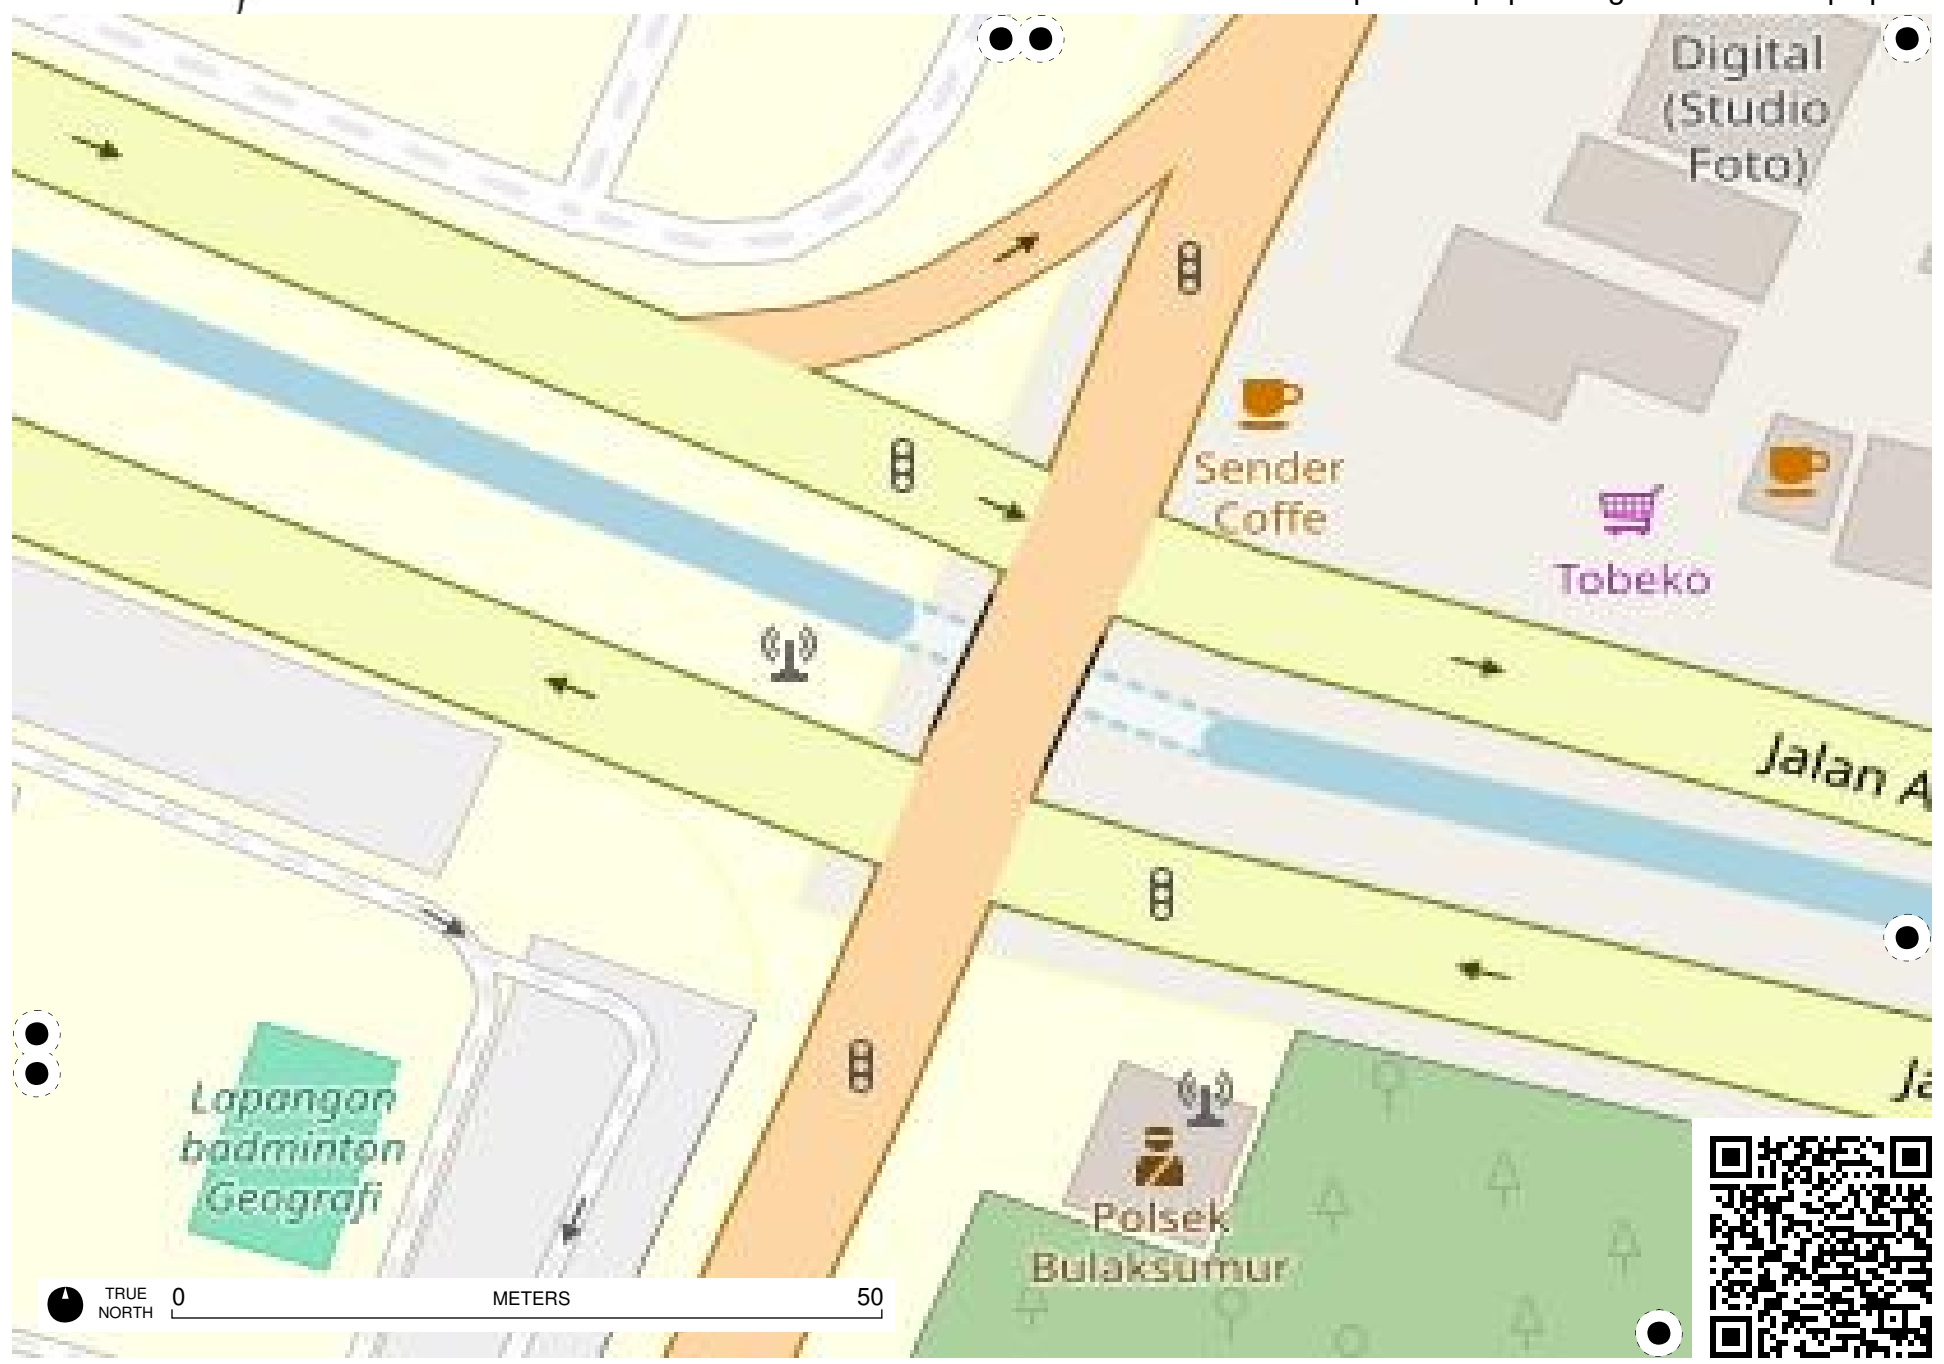 Digital
(Studio
Foto)
Sender
Coffe
Tobeko
Jalan A
Ja
Lapangan
badminton
Geografi
Polsek
Bulaksumur
TRUE
NORTH
0 METERS 50